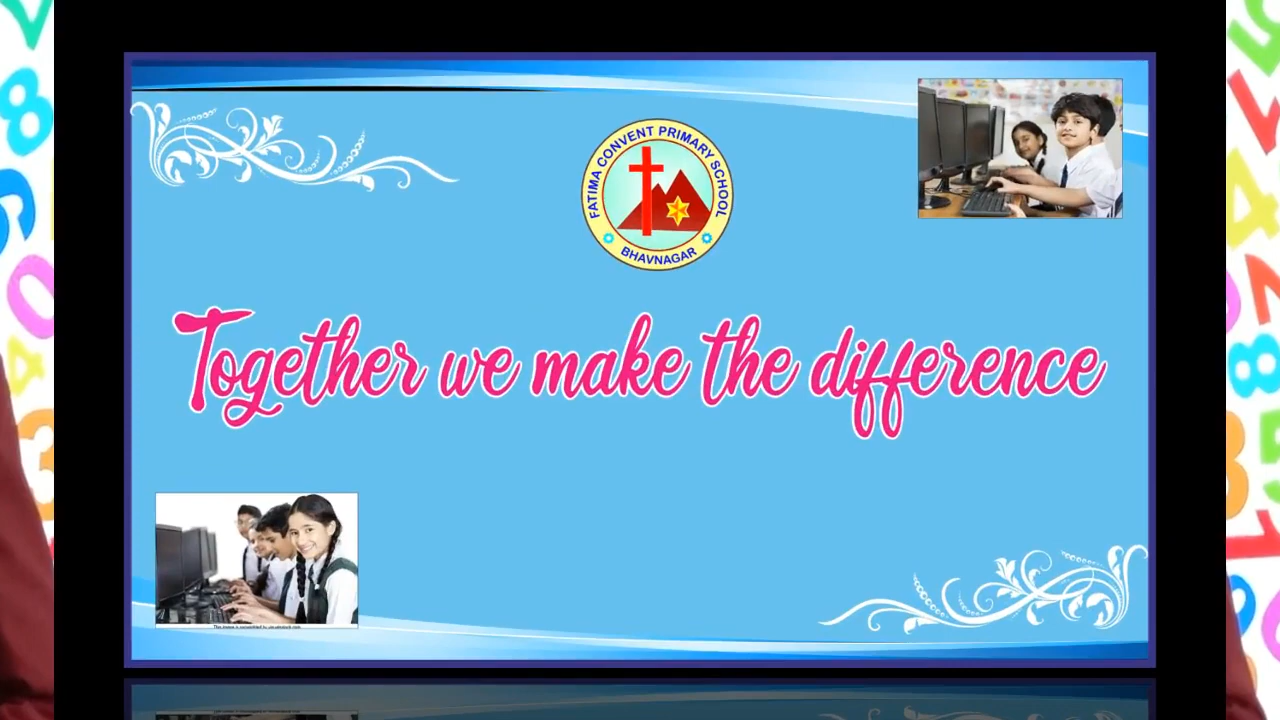 FATIMA CONVENT PRIMARY SCHOOL
BHAVNAGAR
Together we make the difference